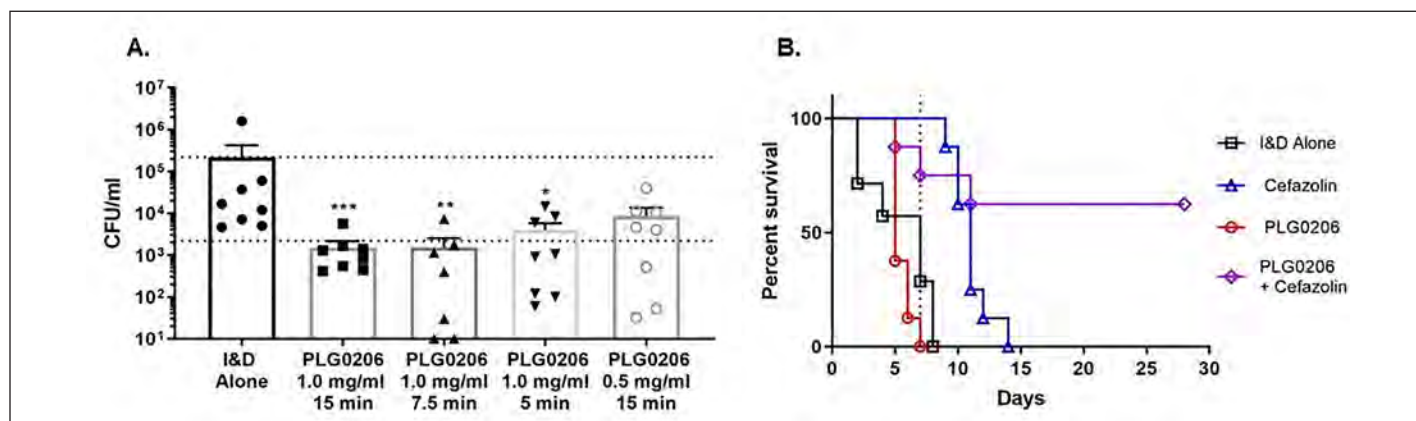 A.
CFU/ml
10⁷
10⁶
10⁵
10⁴
10³
10²
10¹
***
**
*
I&D
Alone
PLG0206
1.0 mg/ml
15 min
PLG0206
1.0 mg/ml
7.5 min
PLG0206
1.0 mg/ml
5 min
PLG0206
0.5 mg/ml
15 min
B.
Percent survival
100
50
0
0 5 10 15 20 25 30
Days
I&D Alone
Cefazolin
PLG0206
PLG0206
+ Cefazolin